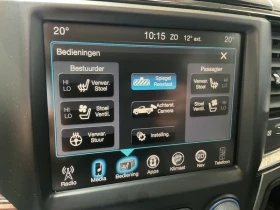 20°
10:15 ZO 12° ext.
20°
Bedieningen
Bestuurder
Passagier
HI
LO
Verwar.
Stoel
Spiegel
Verwar.
Stoel
HI
LO
HI
LO
Stoel
Ventil.
Achteruit
Camera
Stoel
Ventil.
HI
LO
Verwar.
Stuur
Instelling
Radio
Media
Bediening
Apps
Klimaat
Nav
Telefoon